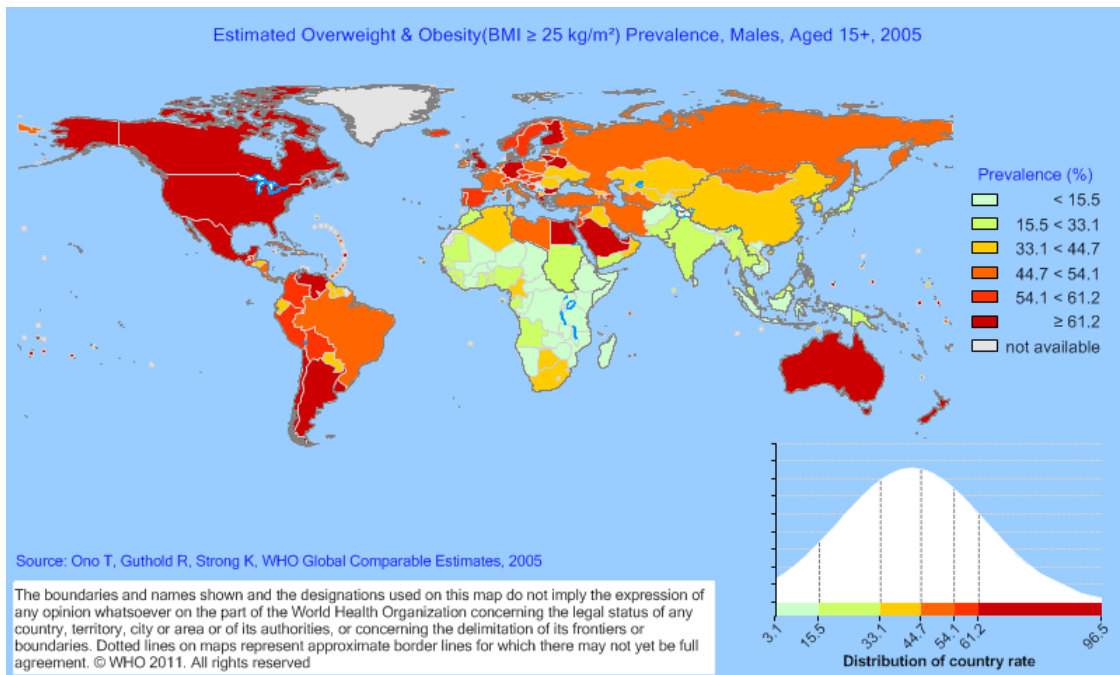 Estimated Overweight & Obesity(BMI ≥ 25 kg/m²) Prevalence, Males, Aged 15+, 2005
Prevalence (%)
< 15.5
15.5 < 33.1
33.1 < 44.7
44.7 < 54.1
54.1 < 61.2
≥ 61.2
not available
Source: Ono T, Guthold R, Strong K, WHO Global Comparable Estimates, 2005
The boundaries and names shown and the designations used on this map do not imply the expression of
any opinion whatsoever on the part of the World Health Organization concerning the legal status of any
country, territory, city or area or of its authorities, or concerning the delimitation of its frontiers or
boundaries. Dotted lines on maps represent approximate border lines for which there may not yet be full
agreement. © WHO 2011. All rights reserved
3.1
15.5
33.1
44.7
54.1
61.2
96.5
Distribution of country rate